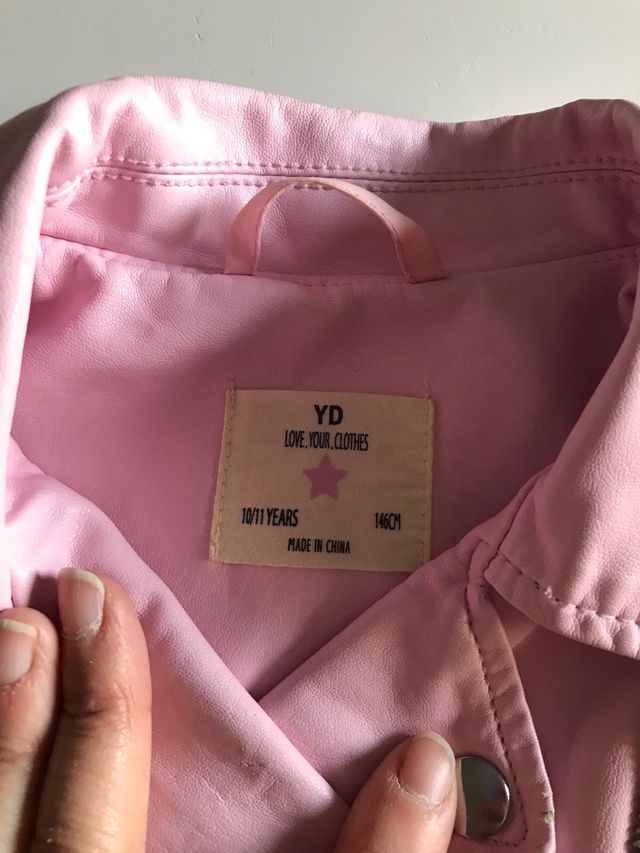 YD
LOVE.YOUR.CLOTHES
10/11 YEARS 146CM
MADE IN CHINA